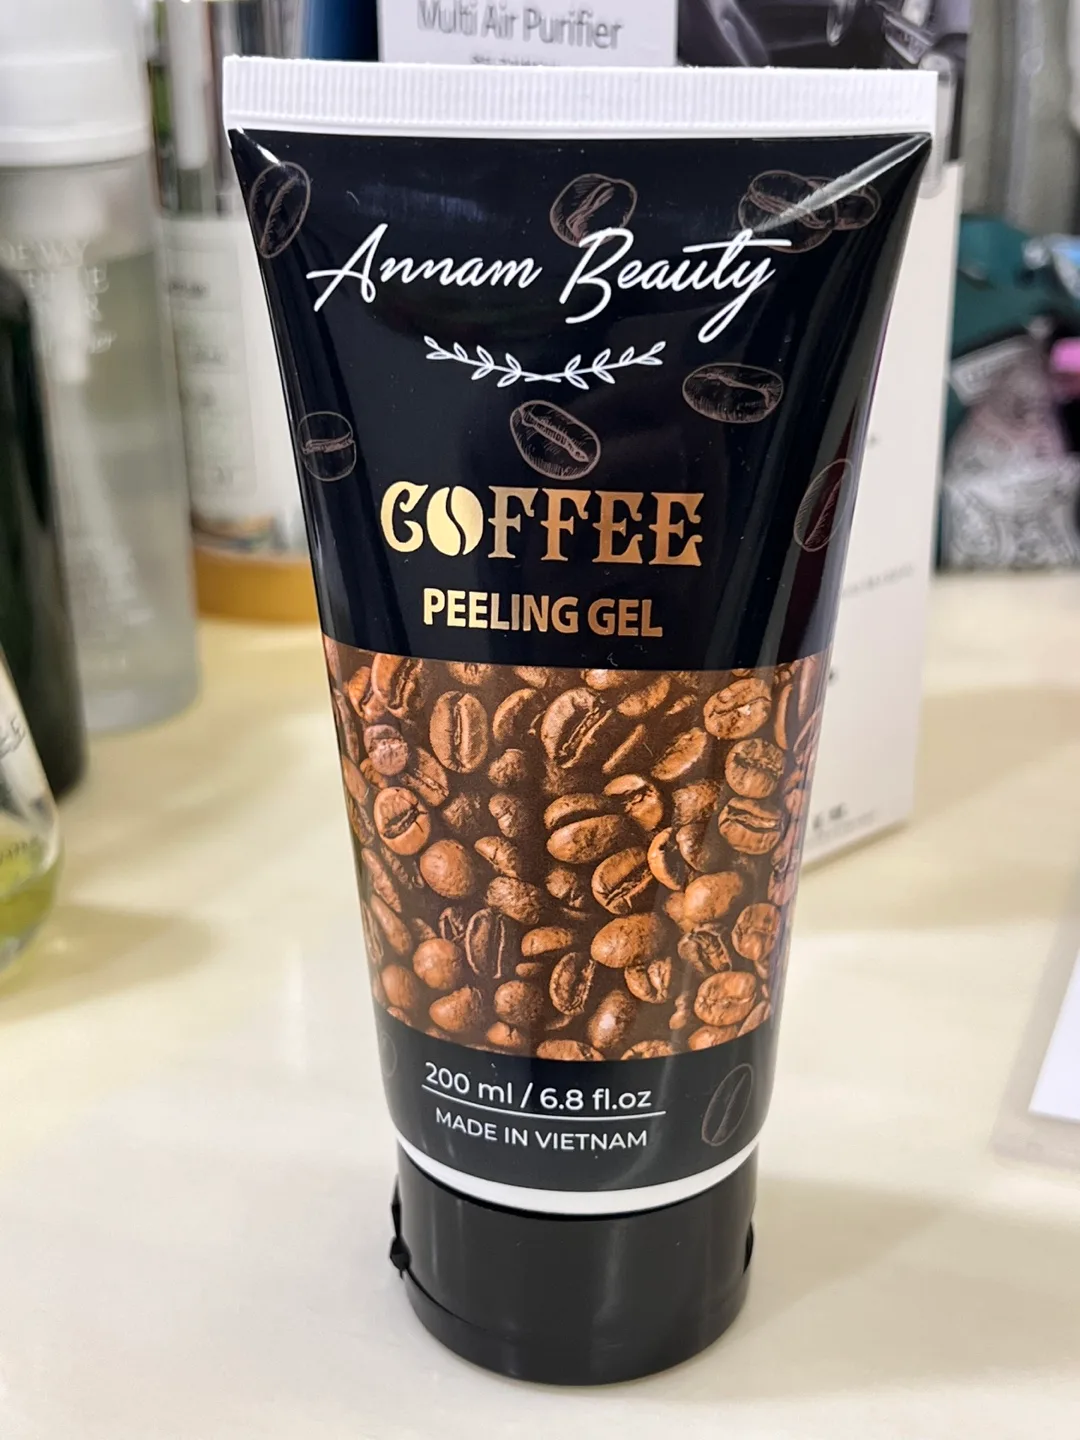 Multi Air Purifier
Annam Beauty
COFFEE
PEELING GEL
200 ml / 6.8 fl.oz
MADE IN VIETNAM